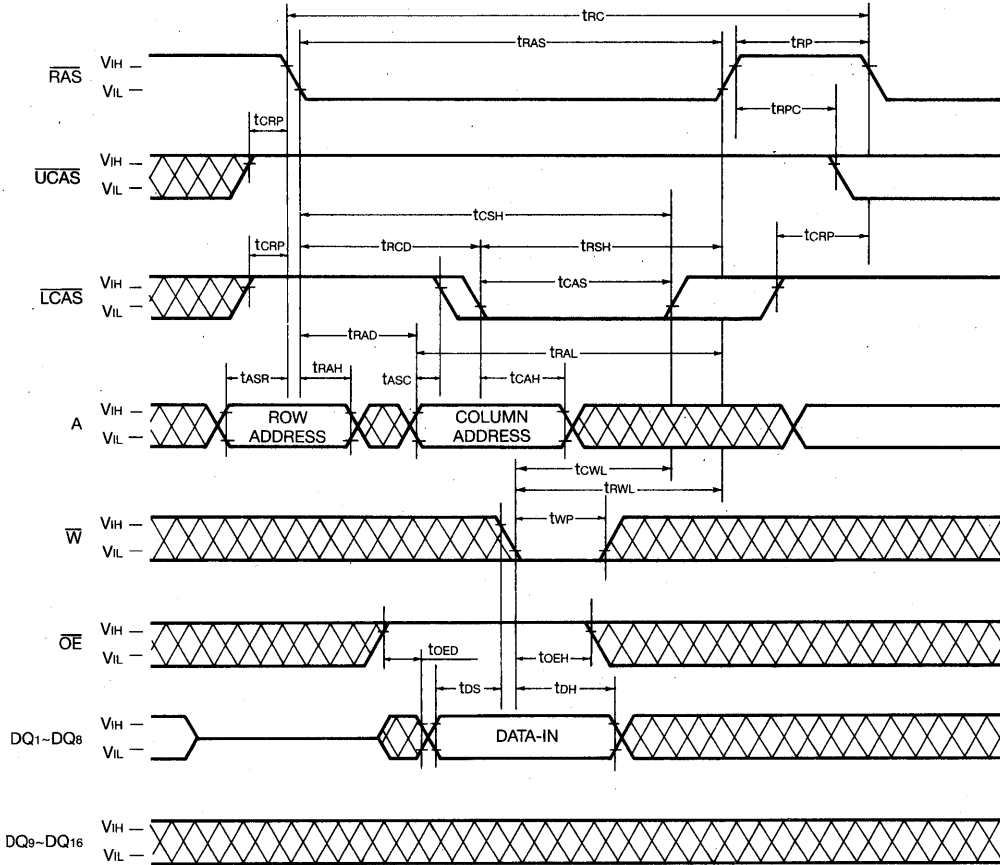 tRC
tRAS
tRP
RAS
VIH
VIL
tCRP
tRPC
UCAS
VIH
VIL
tCSH
tCRP
tRCD
tRSH
tCRP
LCAS
VIH
VIL
tCAS
tRAD
tRAL
tASR
tRAH
tASC
tCAH
A
VIH
VIL
ROW
ADDRESS
COLUMN
ADDRESS
tCWL
tRWL
W
VIH
VIL
tWP
OE
VIH
VIL
tOED
tOEH
tDS
tDH
DQ1~DQ8
VIH
VIL
DATA-IN
DQ9~DQ16
VIH
VIL